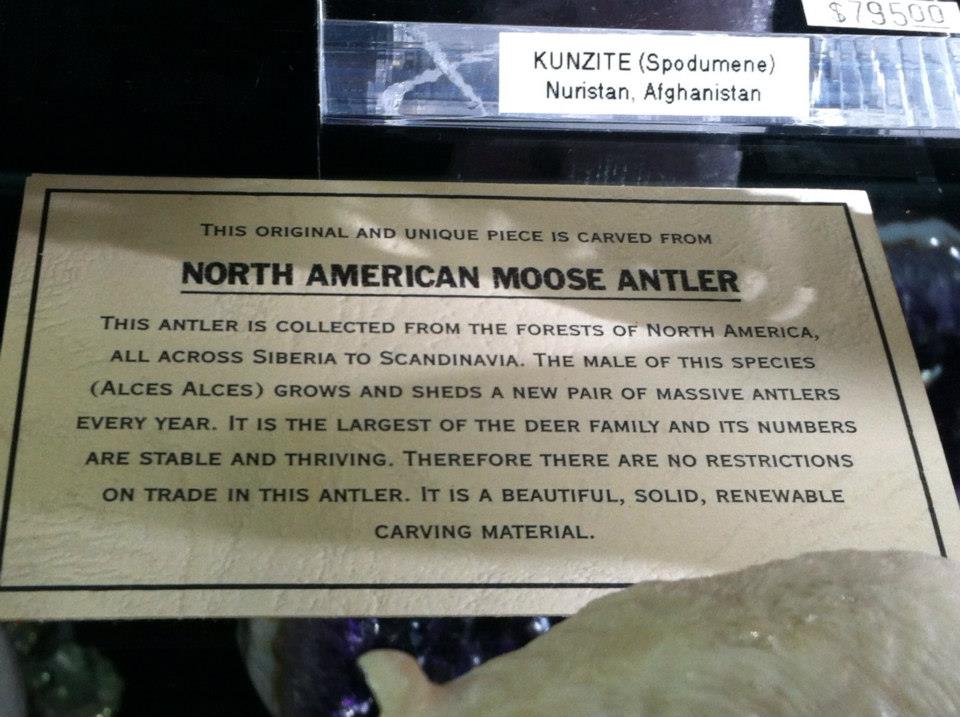 $79500
KUNZITE (Spodumene)
Nuristan, Afghanistan
THIS ORIGINAL AND UNIQUE PIECE IS CARVED FROM
NORTH AMERICAN MOOSE ANTLER
THIS ANTLER IS COLLECTED FROM THE FORESTS OF NORTH AMERICA,
ALL ACROSS SIBERIA TO SCANDINAVIA. THE MALE OF THIS SPECIES
(ALCES ALCES) GROWS AND SHEDS A NEW PAIR OF MASSIVE ANTLERS
EVERY YEAR. IT IS THE LARGEST OF THE DEER FAMILY AND ITS NUMBERS
ARE STABLE AND THRIVING. THEREFORE THERE ARE NO RESTRICTIONS
ON TRADE IN THIS ANTLER. IT IS A BEAUTIFUL, SOLID, RENEWABLE
CARVING MATERIAL.